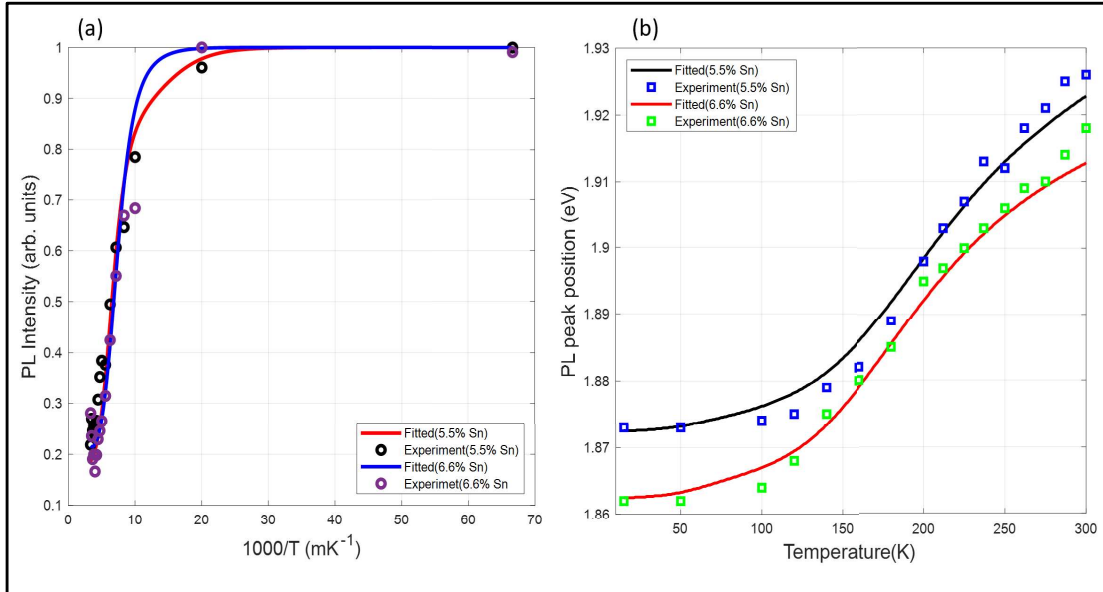 (a)
1
0.9
0.8
0.7
0.6
0.5
0.4
0.3
0.2
0.1
PL Intensity (arb. units)
Fitted(5.5% Sn)
Experiment(5.5% Sn)
Fitted(6.6% Sn)
Experimet(6.6% Sn
0 10 20 30 40 50 60 70
1000/T (mK⁻¹)
(b)
1.93
1.92
1.91
1.9
1.89
1.88
1.87
1.86
PL peak position (eV)
Fitted(5.5% Sn)
Experiment(5.5% Sn)
Fitted(6.6% Sn)
Experiment(6.6% Sn)
50 100 150 200 250 300
Temperature(K)